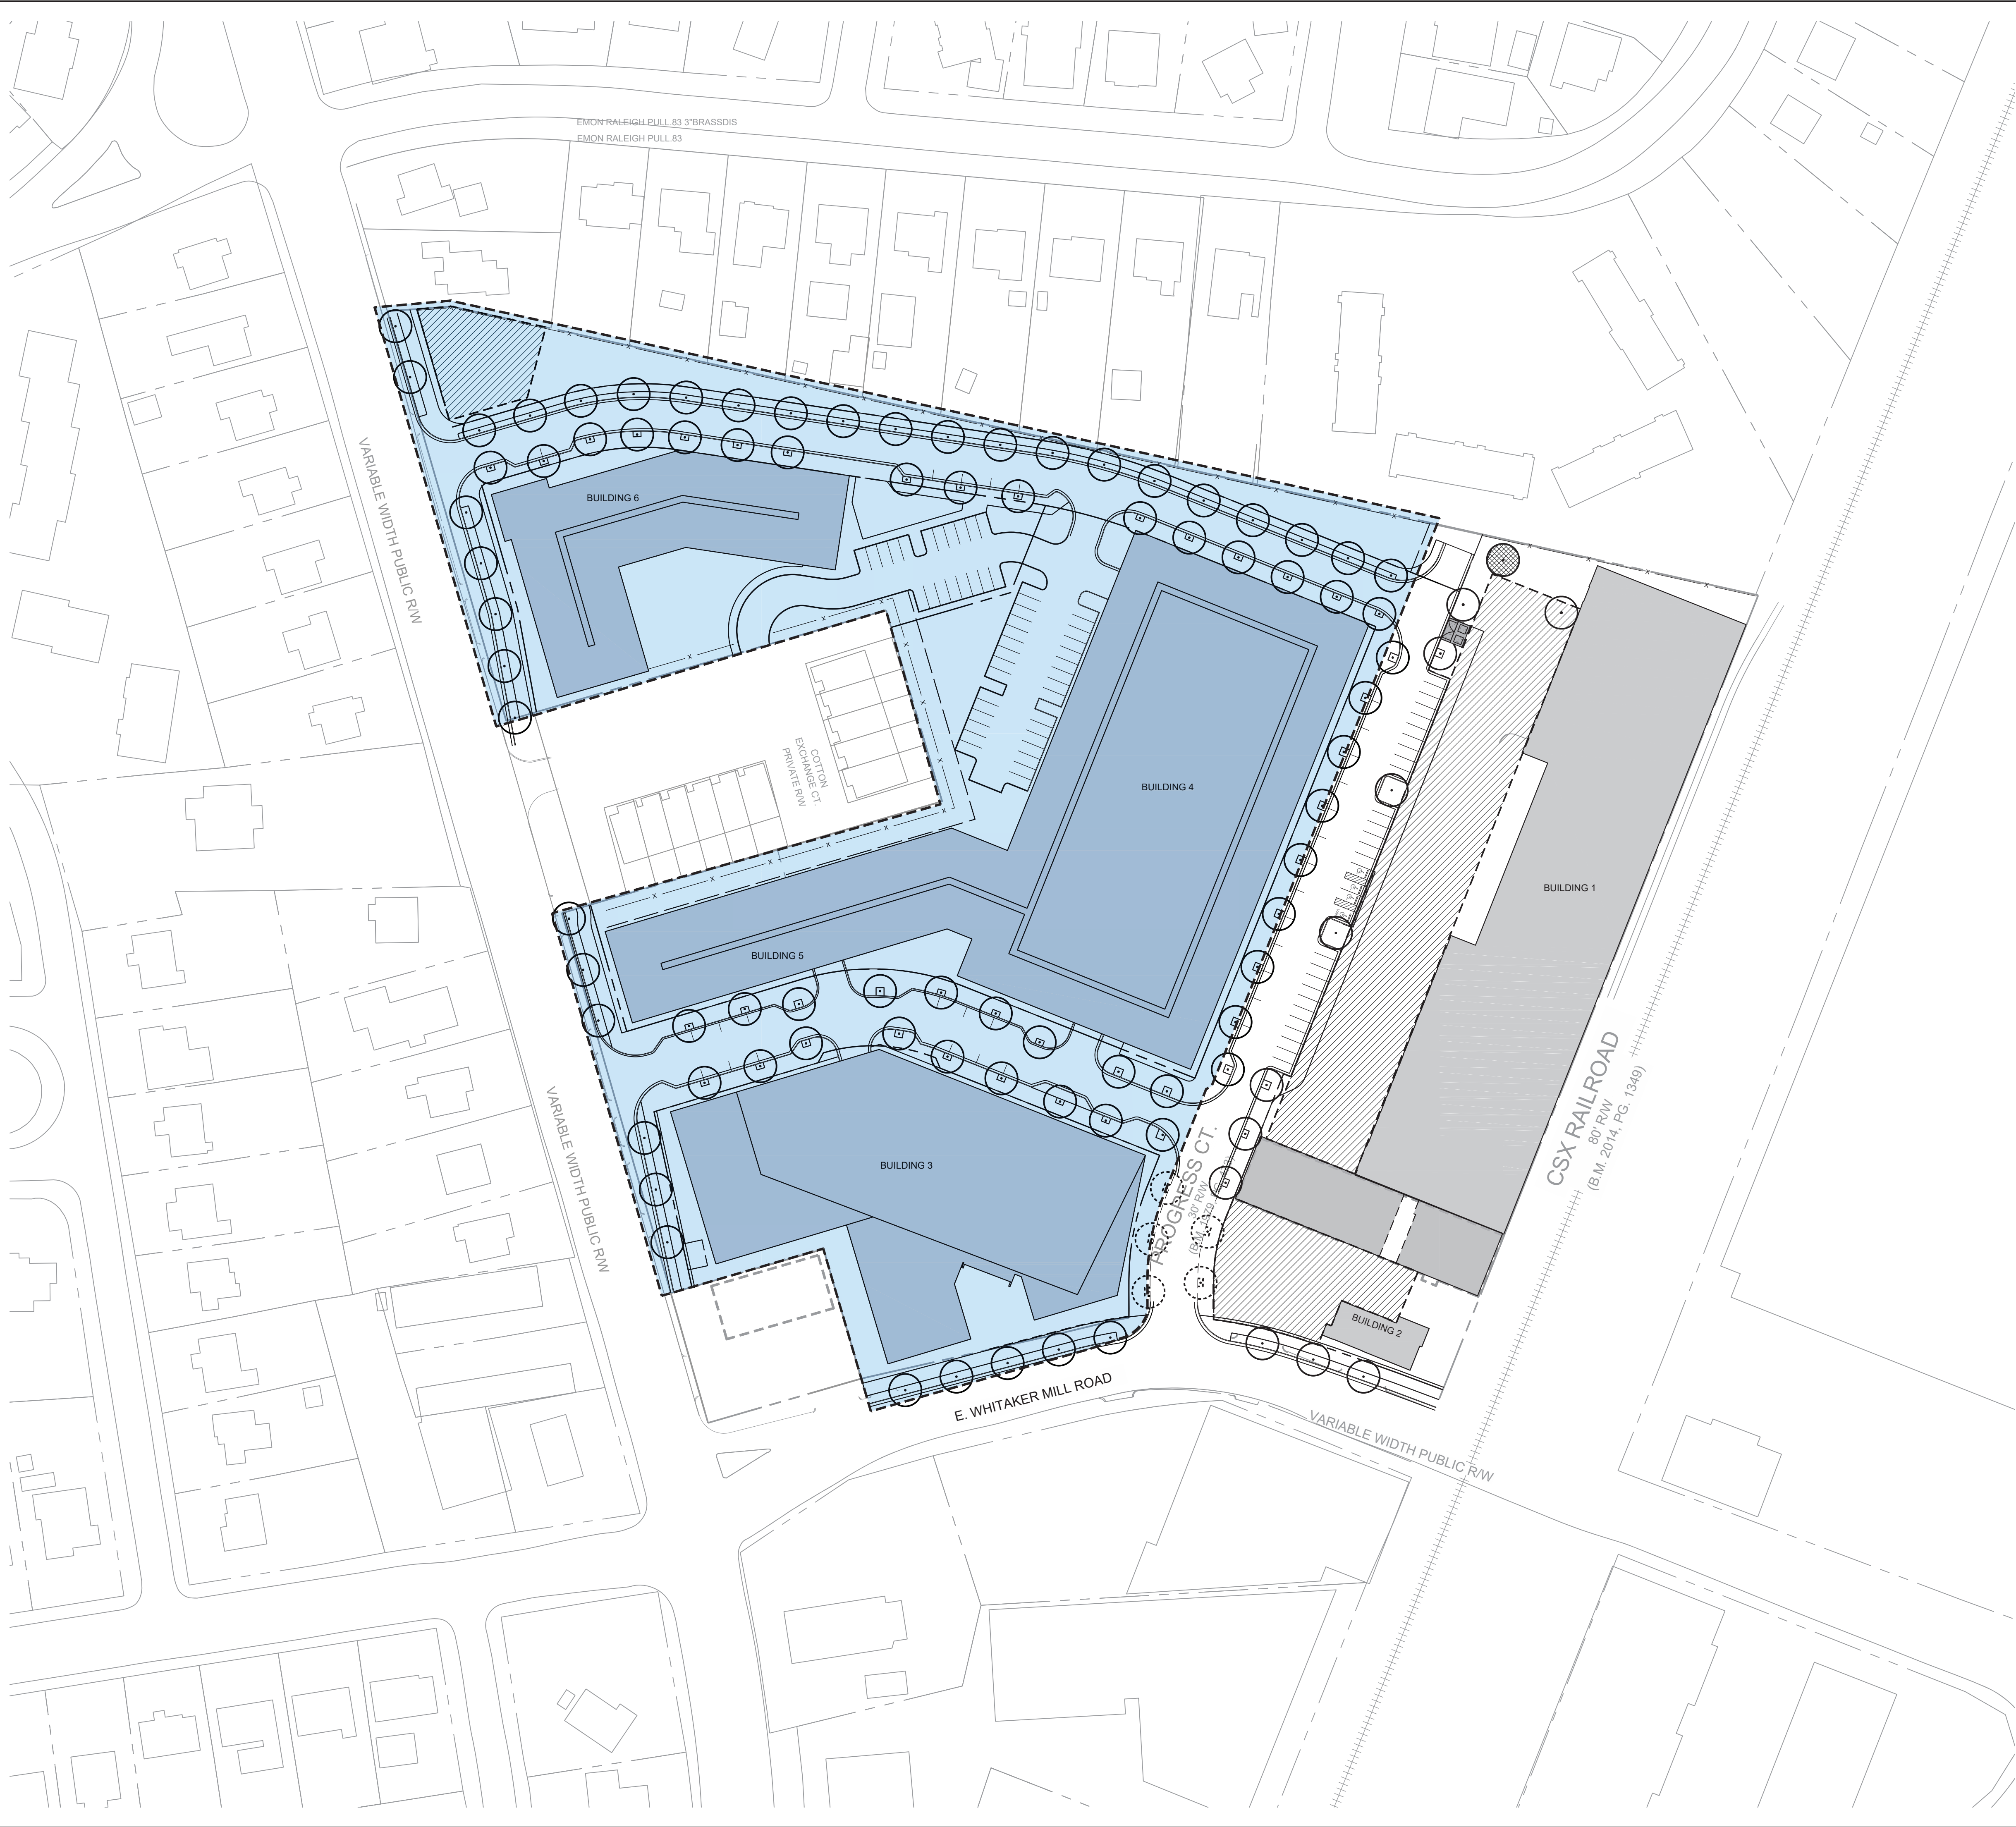 EMON RALEIGH PULL 83 3"BRASSDIS
EMON RALEIGH PULL.83
BUILDING 6
VARIABLE WIDTH PUBLIC R/W
COTTON
EXCHANGE CT.
PRIVATE R/W
BUILDING 4
BUILDING 1
BUILDING 5
CSX RAILROAD
80' R/W
(B.M. 2014, PG. 1349)
VARIABLE WIDTH PUBLIC R/W
BUILDING 3
PROGRESS CT.
30' R/W
BUILDING 2
E. WHITAKER MILL ROAD
VARIABLE WIDTH PUBLIC R/W